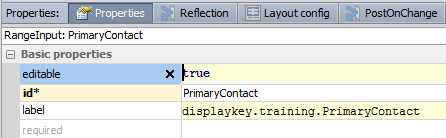 Properties: Properties Reflection Layout config PostOnChange
RangeInput: PrimaryContact
Basic properties
editable true
id* PrimaryContact
label displaykey.training.PrimaryContact
required